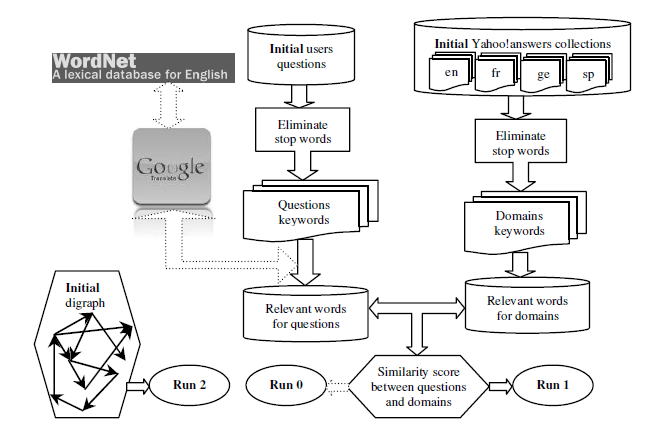 WordNet
A lexical database for English
Initial users
questions
Initial Yahoo!answers collections
en
fr
ge
sp
Eliminate
stop words
Eliminate
stop words
Google
Translate
Questions
keywords
Domains
keywords
Initial
digraph
Relevant words
for questions
Relevant words
for domains
Run 2
Run 0
Similarity score
between questions
and domains
Run 1